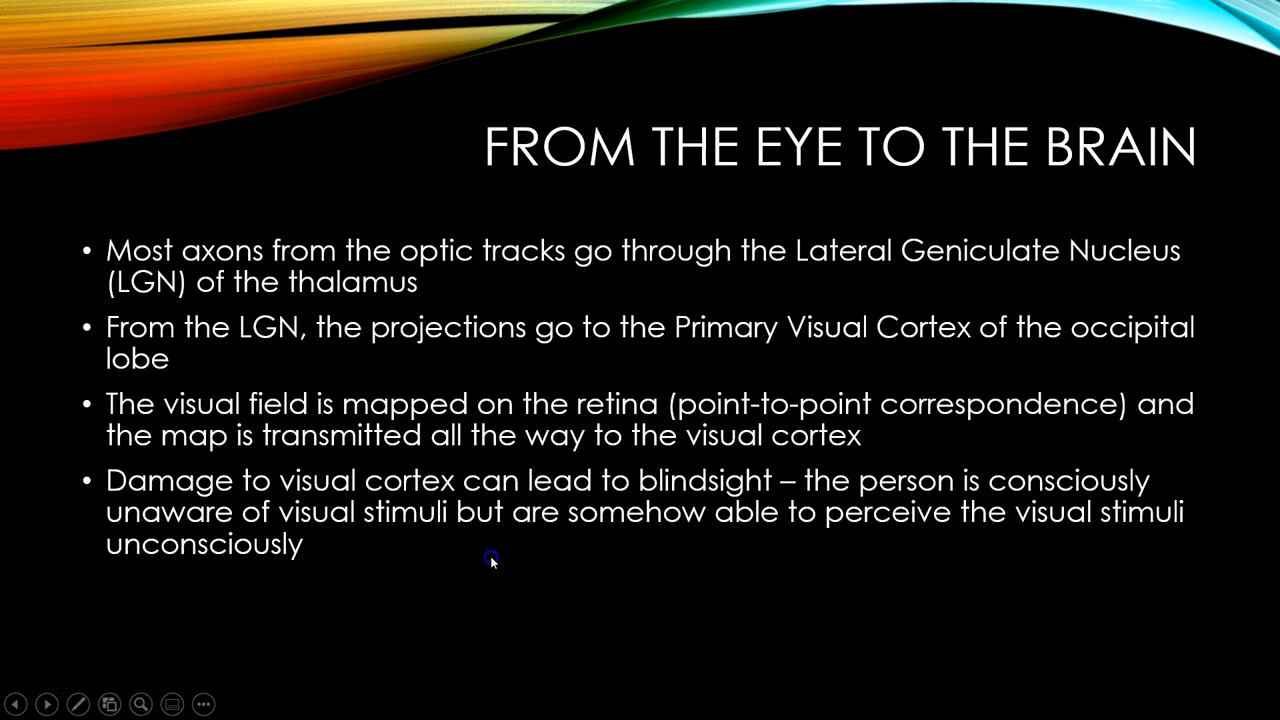 FROM THE EYE TO THE BRAIN
• Most axons from the optic tracks go through the Lateral Geniculate Nucleus
(LGN) of the thalamus
• From the LGN, the projections go to the Primary Visual Cortex of the occipital
lobe
• The visual field is mapped on the retina (point-to-point correspondence) and
the map is transmitted all the way to the visual cortex
• Damage to visual cortex can lead to blindsight – the person is consciously
unaware of visual stimuli but are somehow able to perceive the visual stimuli
unconsciously